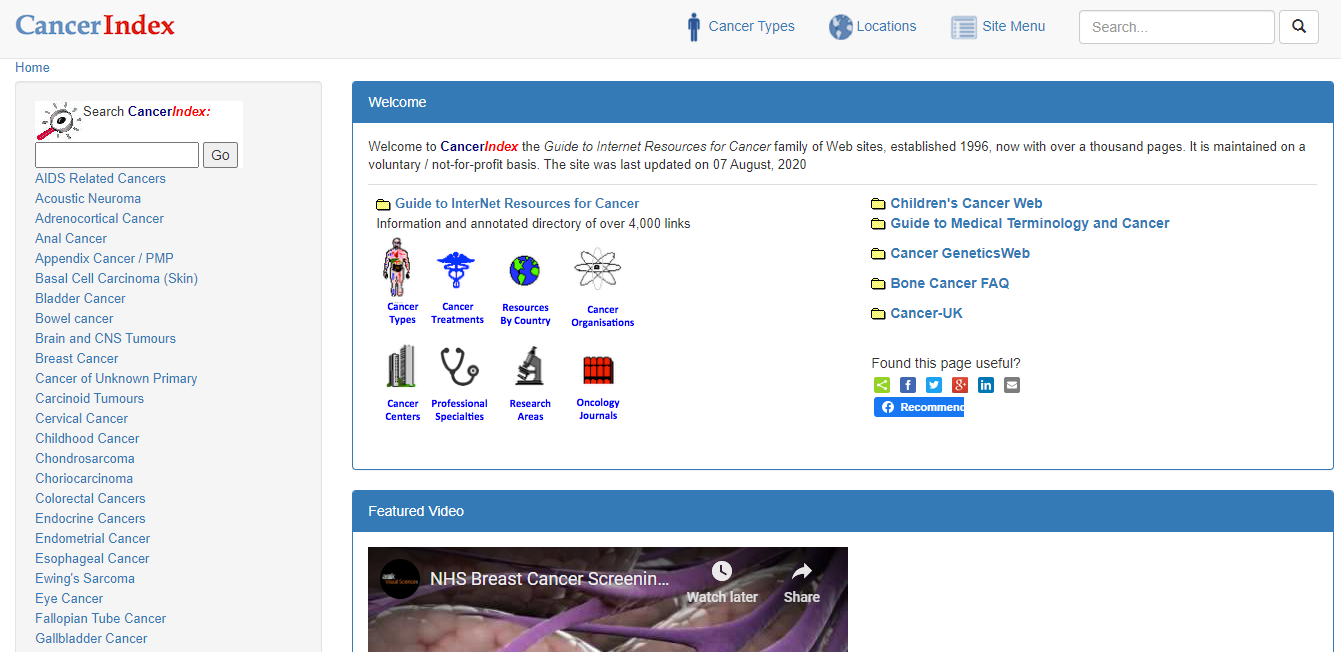 CancerIndex
Cancer Types
Locations
Site Menu
Search...
Home
Search CancerIndex:
Go
AIDS Related Cancers
Acoustic Neuroma
Adrenocortical Cancer
Anal Cancer
Appendix Cancer / PMP
Basal Cell Carcinoma (Skin)
Bladder Cancer
Bowel cancer
Brain and CNS Tumours
Breast Cancer
Cancer of Unknown Primary
Carcinoid Tumours
Cervical Cancer
Childhood Cancer
Chondrosarcoma
Choriocarcinoma
Colorectal Cancers
Endocrine Cancers
Endometrial Cancer
Esophageal Cancer
Ewing's Sarcoma
Eye Cancer
Fallopian Tube Cancer
Gallbladder Cancer
Welcome
Welcome to CancerIndex the Guide to Internet Resources for Cancer family of Web sites, established 1996, now with over a thousand pages. It is maintained on a
voluntary / not-for-profit basis. The site was last updated on 07 August, 2020
Guide to InterNet Resources for Cancer
Information and annotated directory of over 4,000 links
Cancer
Types
Cancer
Treatments
Resources
By Country
Cancer
Organisations
Cancer
Centers
Professional
Specialties
Research
Areas
Oncology
Journals
Children's Cancer Web
Guide to Medical Terminology and Cancer
Cancer GeneticsWeb
Bone Cancer FAQ
Cancer-UK
Found this page useful?
Recommend
Featured Video
NHS Breast Cancer Screenin...
Watch later
Share